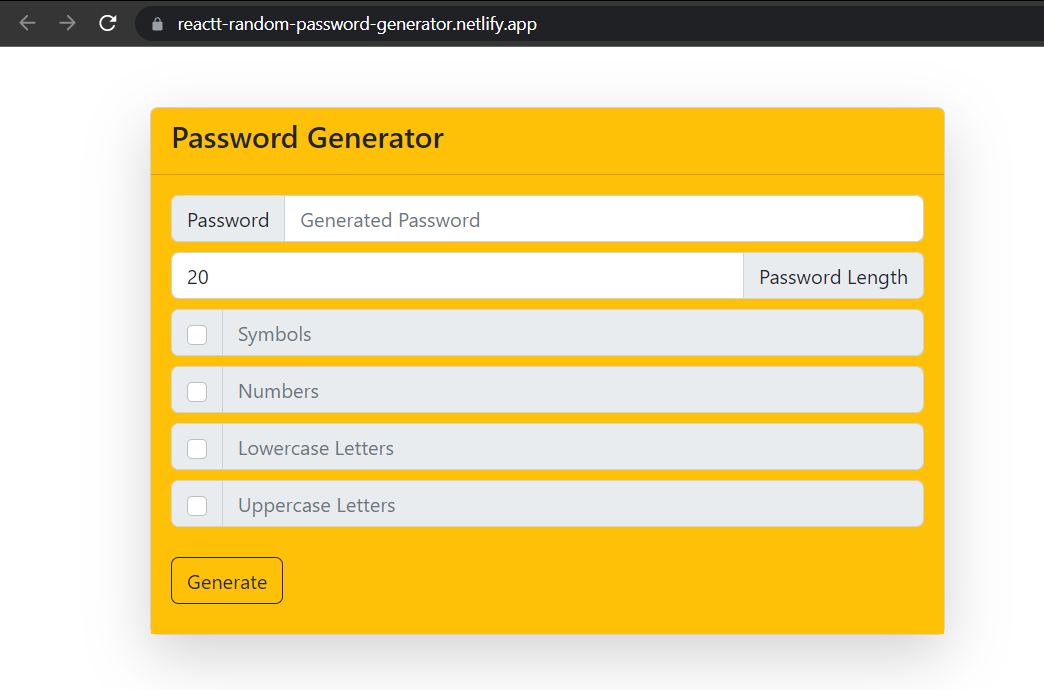 reactt-random-password-generator.netlify.app
Password Generator
Password Generated Password
20 Password Length
Symbols
Numbers
Lowercase Letters
Uppercase Letters
Generate